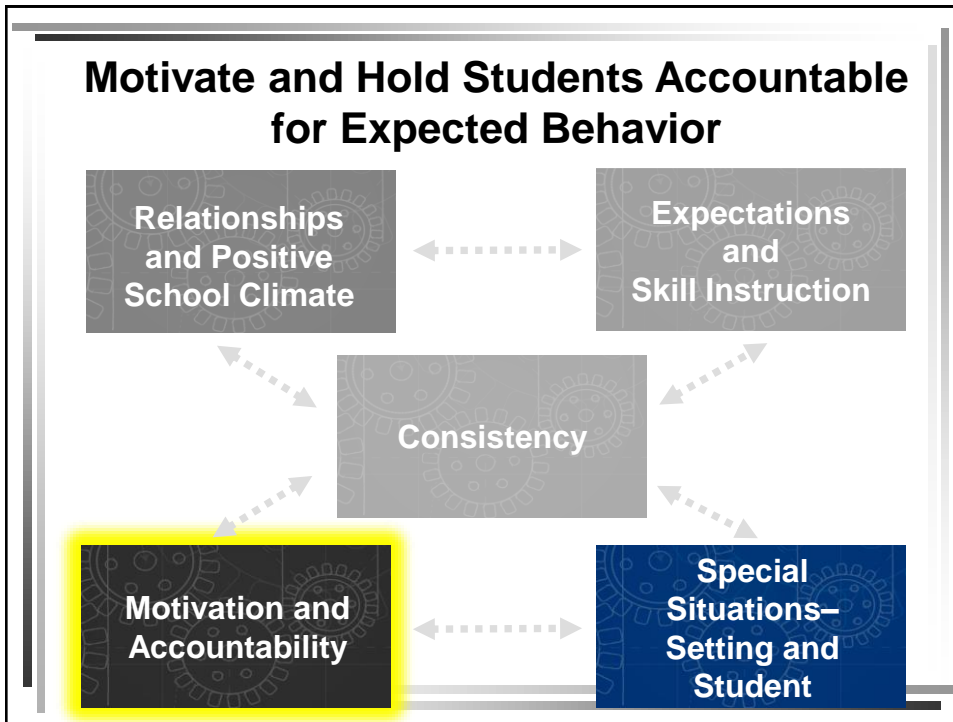 Motivate and Hold Students Accountable
for Expected Behavior
Relationships
and Positive
School Climate
Expectations
and
Skill Instruction
Consistency
Motivation and
Accountability
Special
Situations–
Setting and
Student